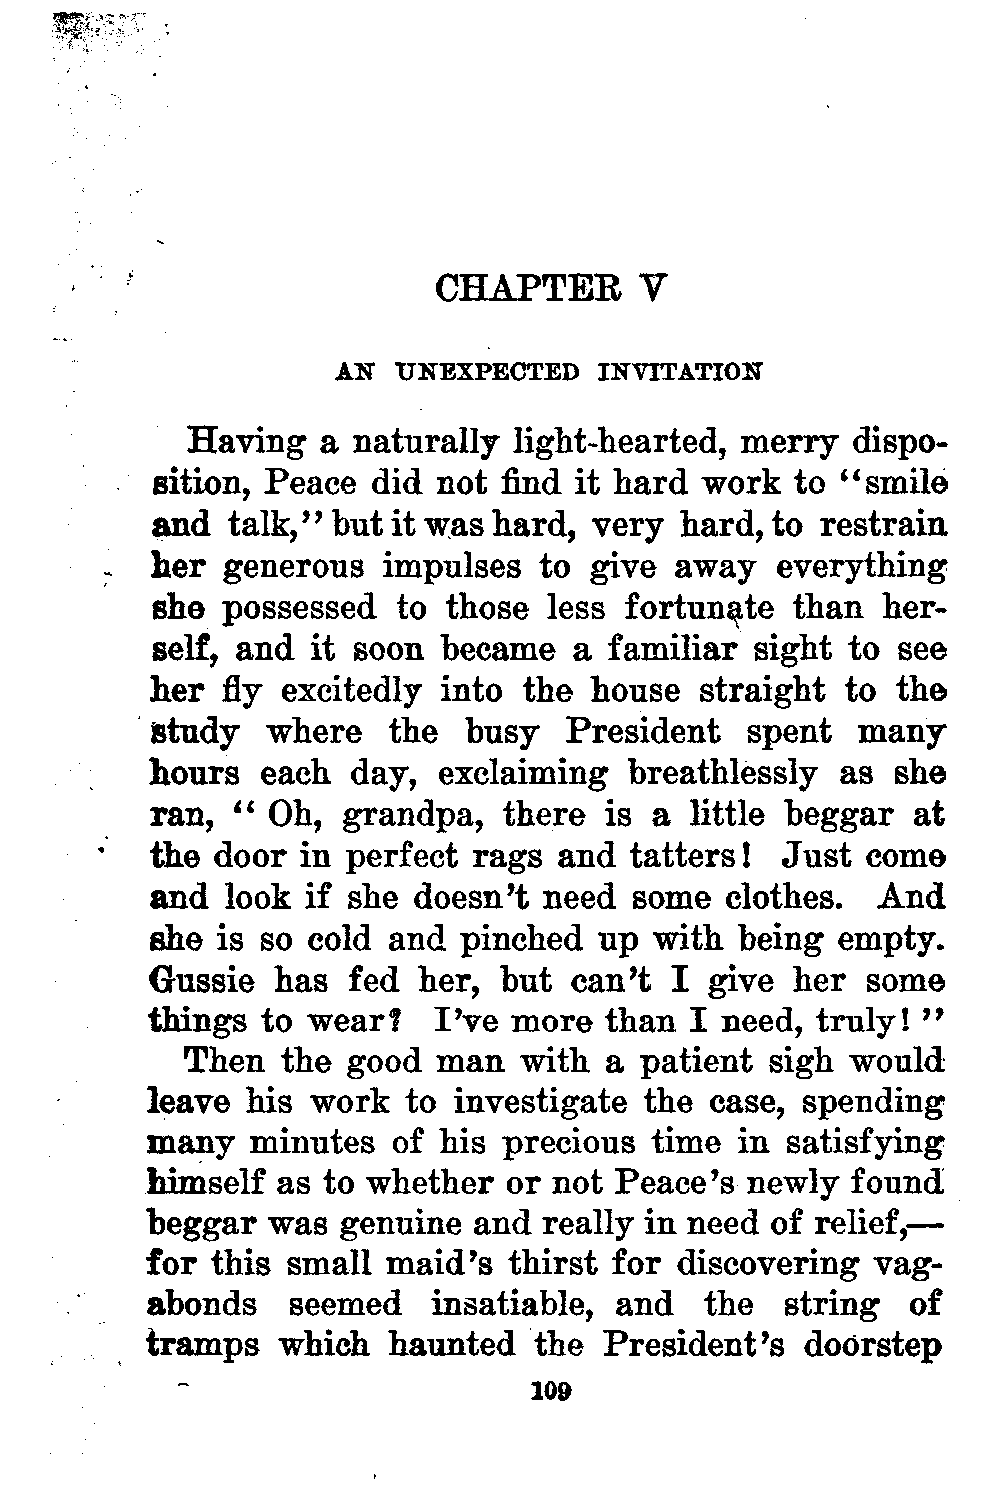 CHAPTER V
AN UNEXPECTED INVITATION
Having a naturally light-hearted, merry dispo-
sition, Peace did not find it hard work to “smile
and talk,” but it was hard, very hard, to restrain
her generous impulses to give away everything
she possessed to those less fortunate than her-
self, and it soon became a familiar sight to see
her fly excitedly into the house straight to the
study where the busy President spent many
hours each day, exclaiming breathlessly as she
ran, “ Oh, grandpa, there is a little beggar at
the door in perfect rags and tatters! Just come
and look if she doesn’t need some clothes. And
she is so cold and pinched up with being empty.
Gussie has fed her, but can’t I give her some
things to wear? I’ve more than I need, truly! ”
Then the good man with a patient sigh would
leave his work to investigate the case, spending
many minutes of his precious time in satisfying
himself as to whether or not Peace’s newly found
beggar was genuine and really in need of relief,—
for this small maid’s thirst for discovering vag-
abonds seemed insatiable, and the string of
tramps which haunted the President’s doorstep
109